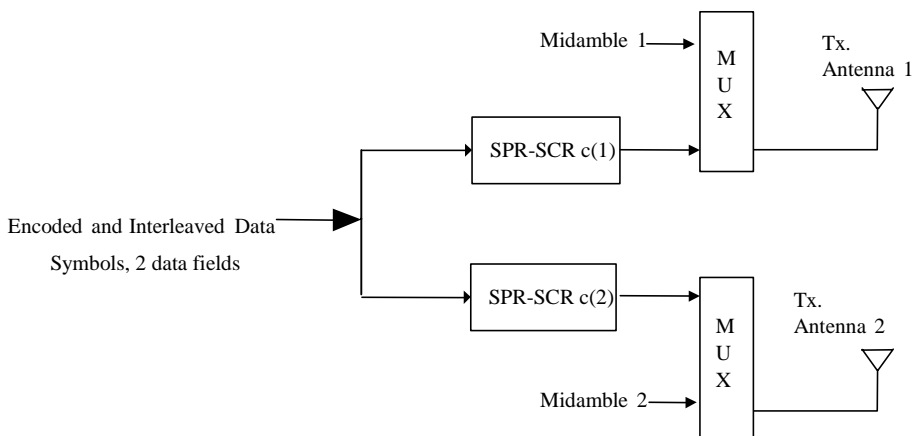 Midamble 1
M
U
X
Tx.
Antenna 1
SPR-SCR c(1)
Encoded and Interleaved Data
Symbols, 2 data fields
SPR-SCR c(2)
M
U
X
Tx.
Antenna 2
Midamble 2